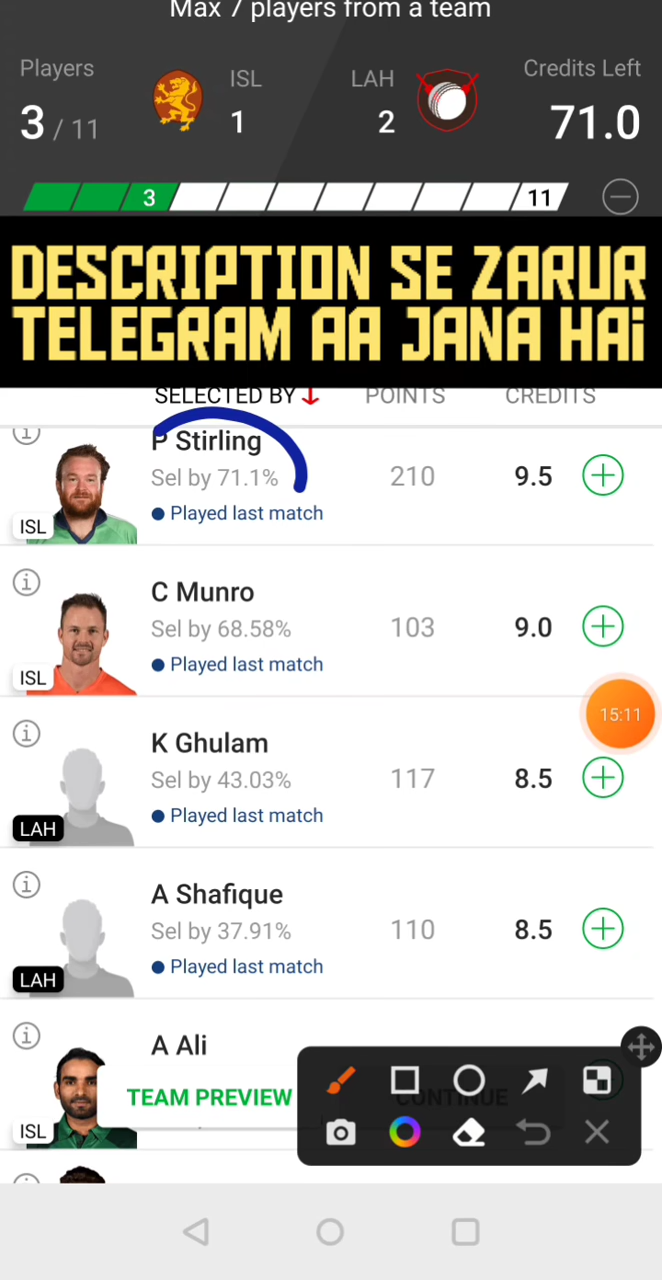 Max 7 players from a team
Players ISL LAH Credits Left
3 / 11 1 2 71.0
3 11
DESCRIPTION SE ZARUR
TELEGRAM AA JANA HAi
SELECTED BY POINTS CREDITS
P Stirling
Sel by 71.1% 210 9.5
Played last match
ISL
C Munro
Sel by 68.58% 103 9.0
Played last match
ISL
15:11
K Ghulam
Sel by 43.03% 117 8.5
Played last match
LAH
A Shafique
Sel by 37.91% 110 8.5
Played last match
LAH
A Ali
TEAM PREVIEW CONTINUE
ISL